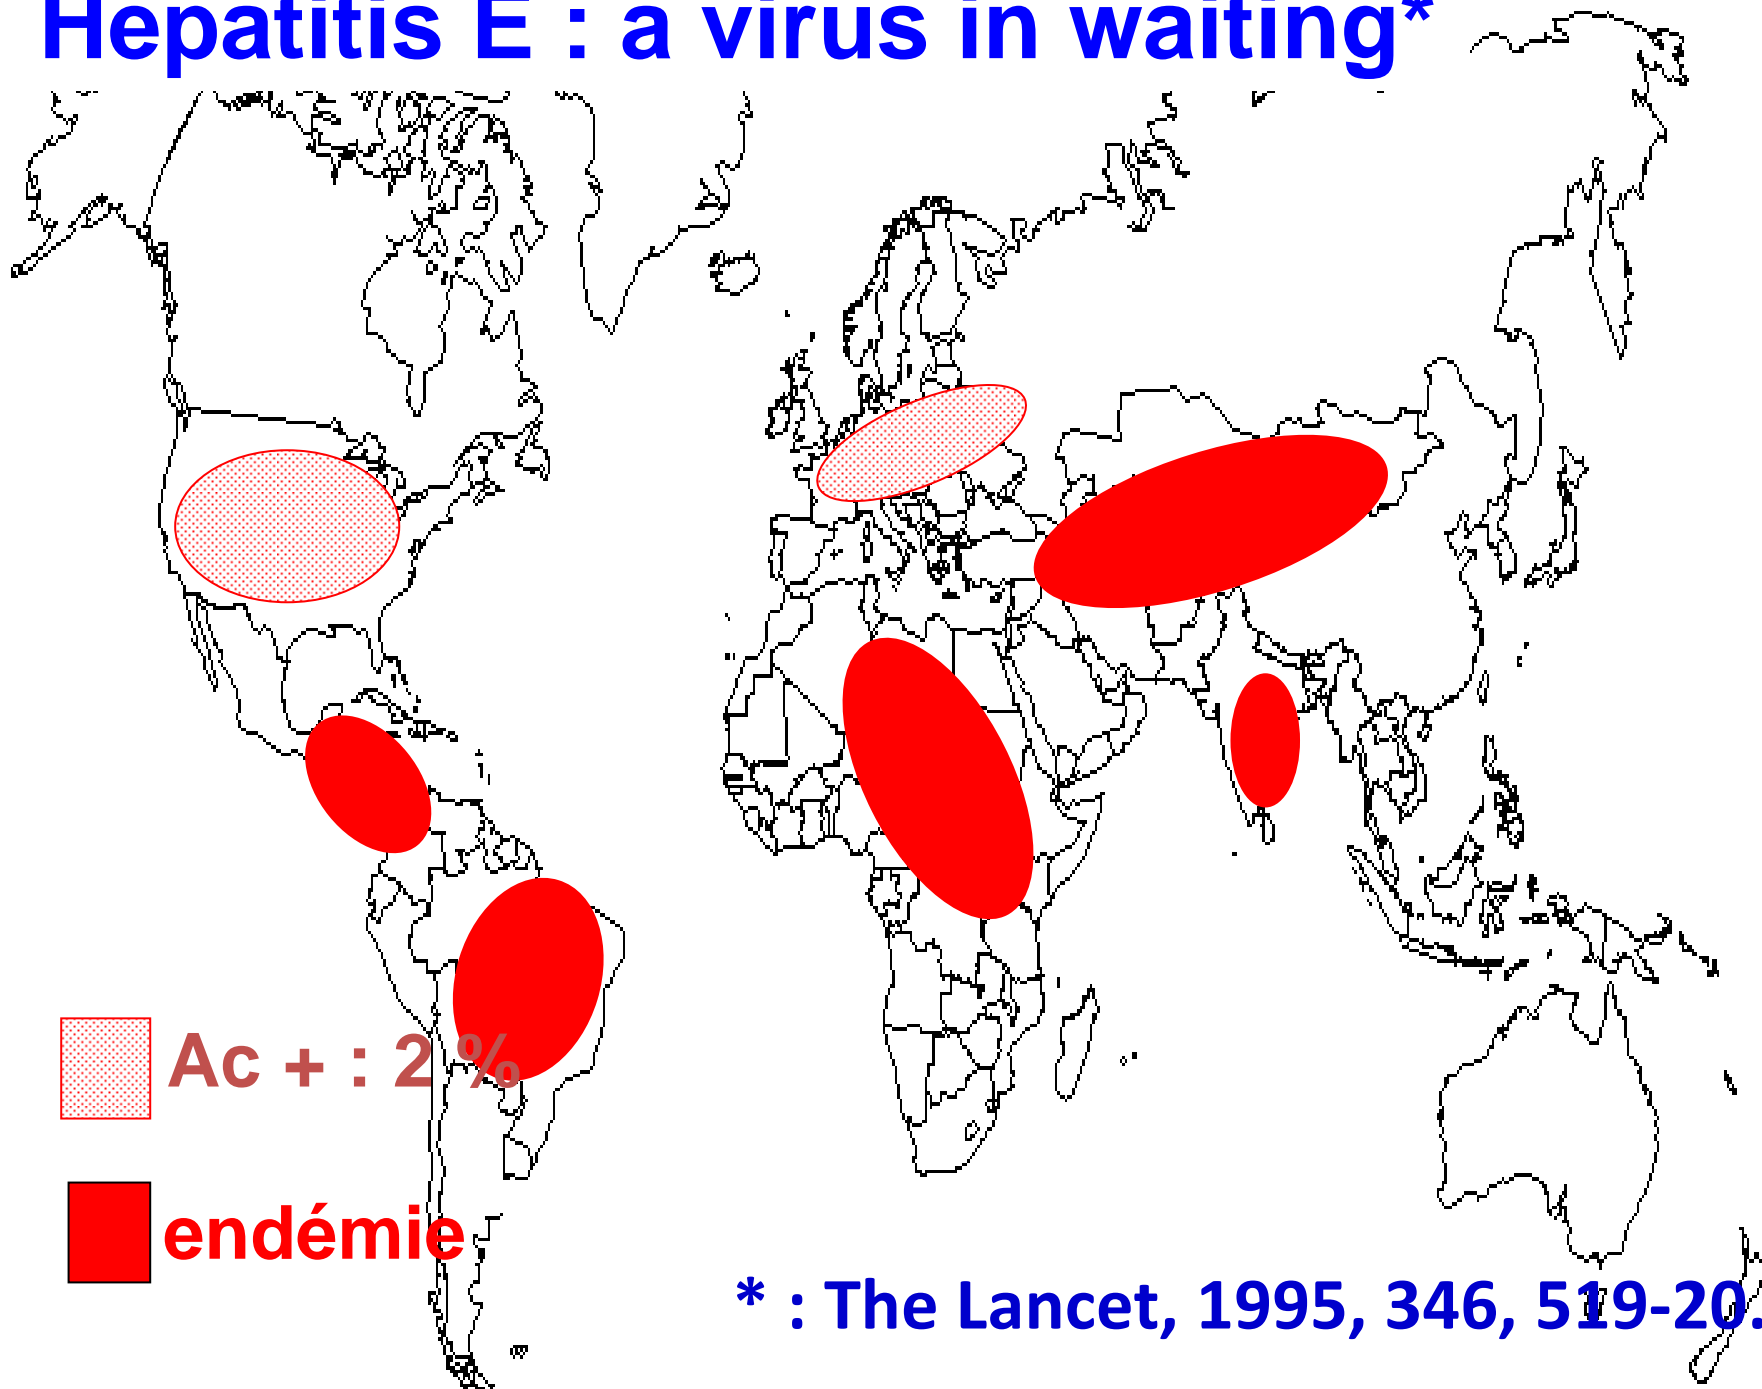 Hepatitis E : a virus in waiting*
Ac + : 2 %
endémie
* : The Lancet, 1995, 346, 519-20.